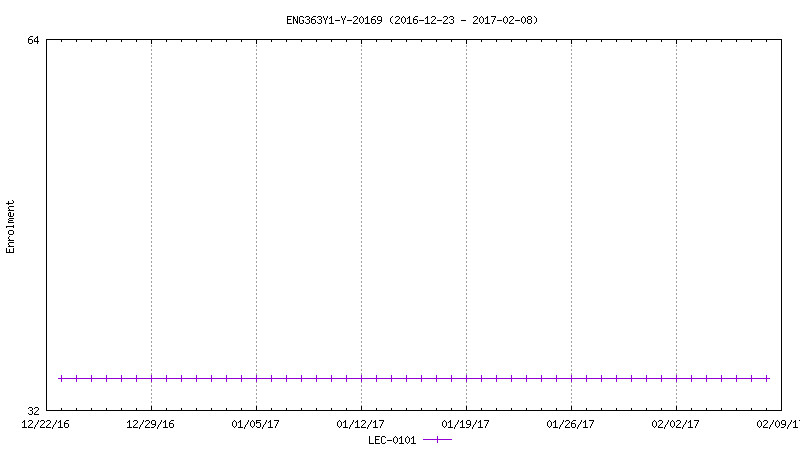 ENG363Y1-Y-20169 (2016-12-23 - 2017-02-08)
64
Enrolment
32
12/22/16 12/29/16 01/05/17 01/12/17 01/19/17 01/26/17 02/02/17 02/09/1
LEC-0101